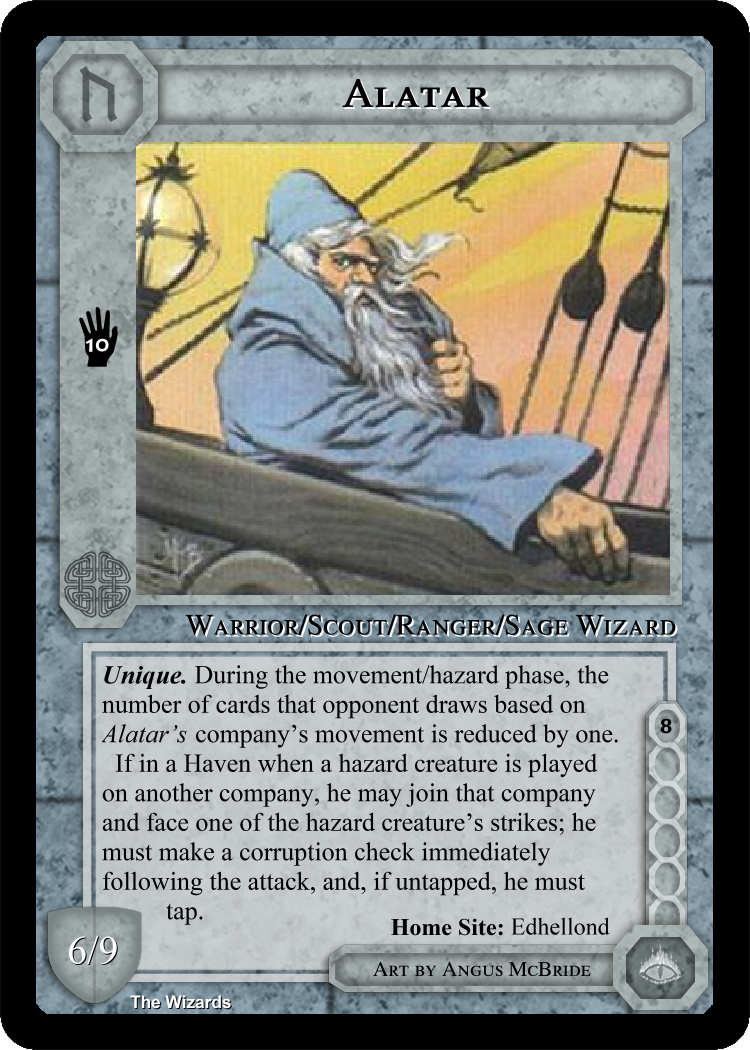 Alatar
10
Warrior/Scout/Ranger/Sage Wizard
Unique. During the movement/hazard phase, the
number of cards that opponent draws based on
Alatar's company's movement is reduced by one.
If in a Haven when a hazard creature is played
on another company, he may join that company
and face one of the hazard creature's strikes; he
must make a corruption check immediately
following the attack, and, if untapped, he must
tap.
8
Home Site: Edhellond
6/9
Art by Angus McBride
The Wizards